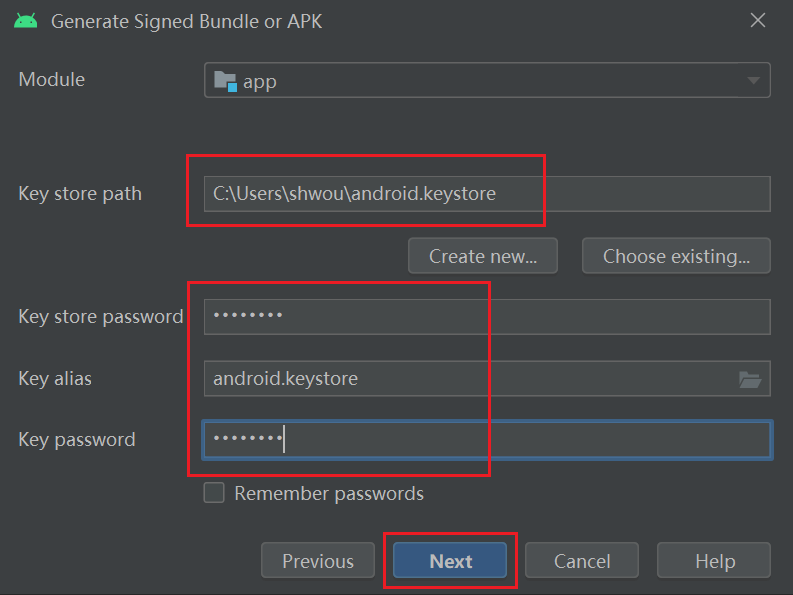 Generate Signed Bundle or APK
Module
app
Key store path
C:\Users\shwou\android.keystore
Create new...
Choose existing...
Key store password
••••••••
Key alias
android.keystore
Key password
••••••••
Remember passwords
Previous
Next
Cancel
Help